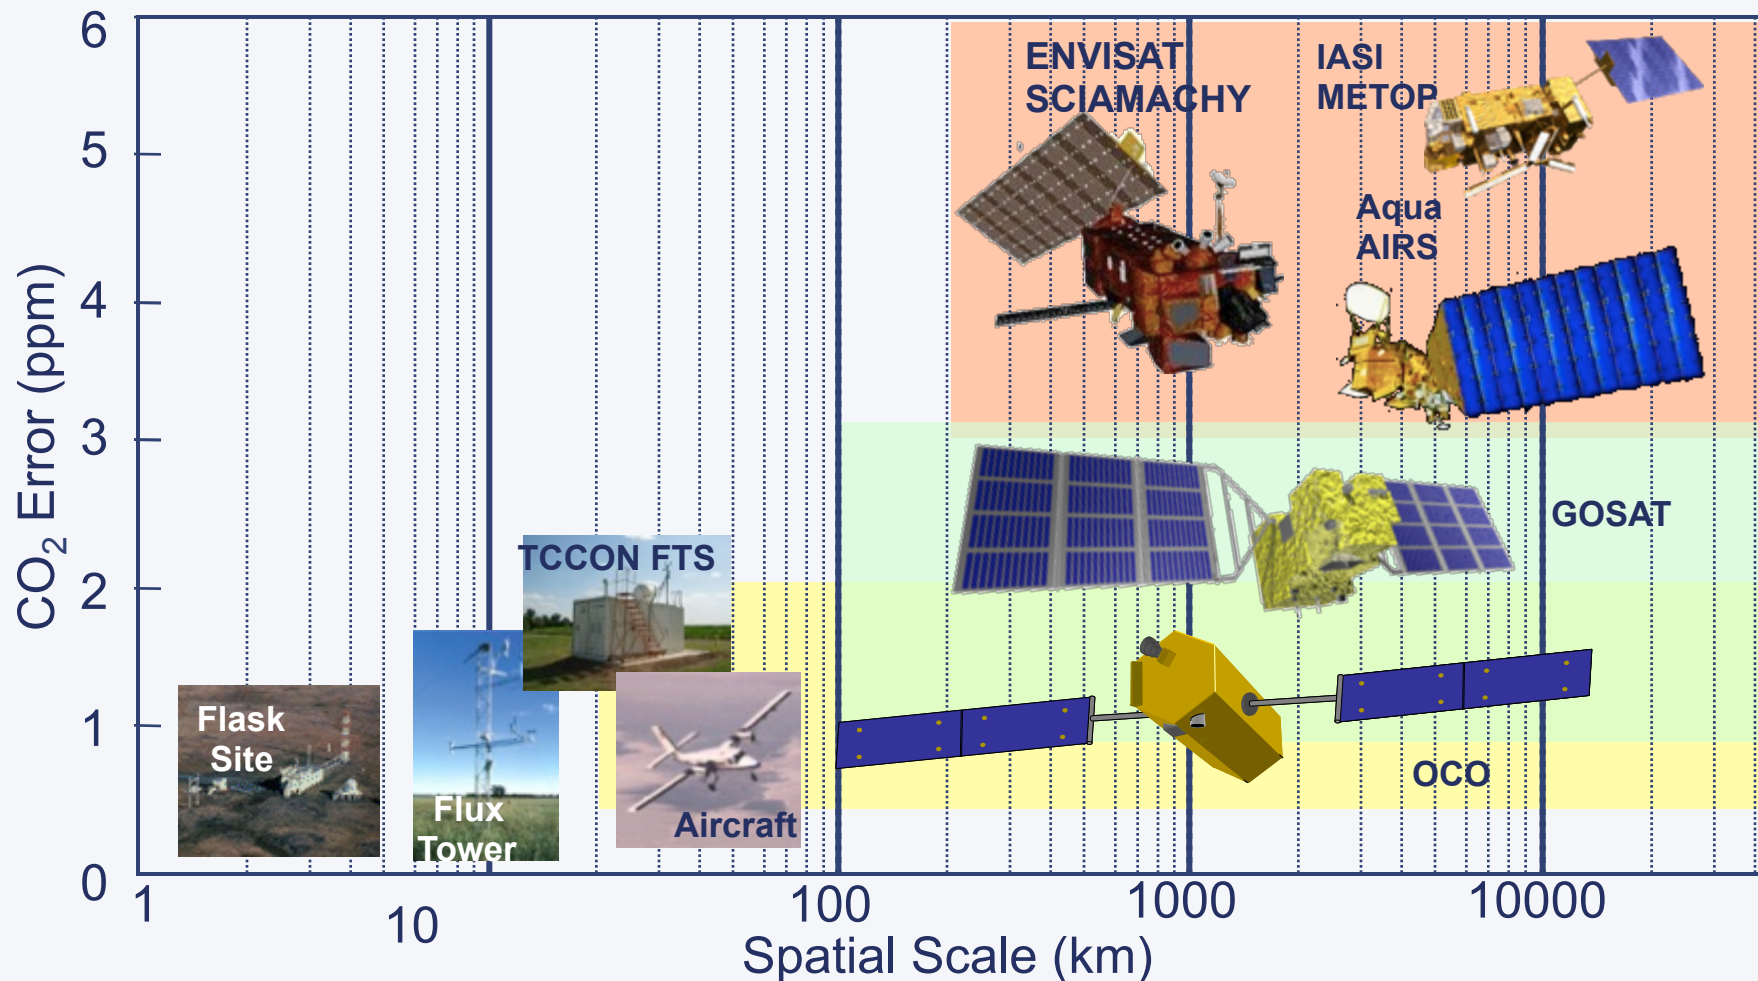 6
5
4
3
2
1
0
CO₂ Error (ppm)
ENVISAT
SCIAMACHY
IASI
METOP
Aqua
AIRS
GOSAT
TCCON FTS
Flask
Site
Flux
Tower
Aircraft
OCO
1
10
100
1000
10000
Spatial Scale (km)